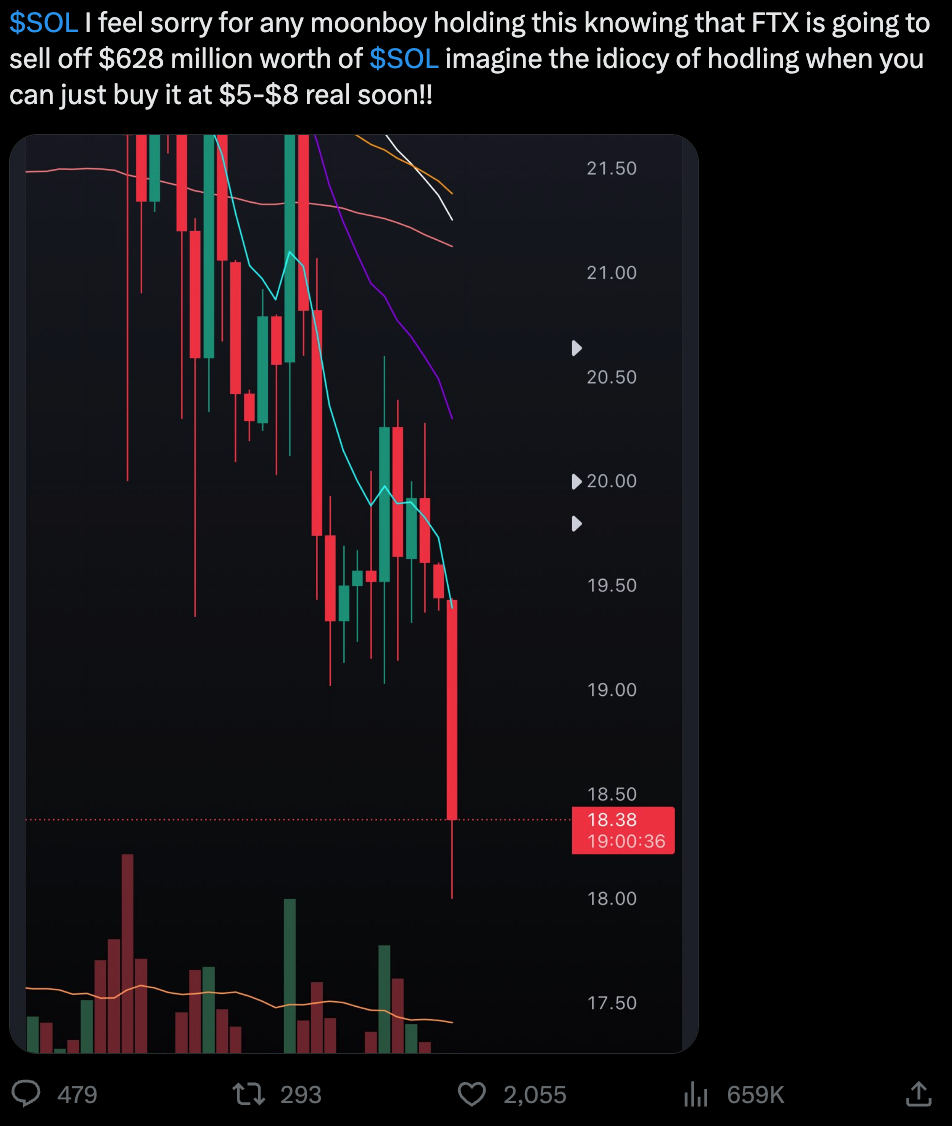 $SOL I feel sorry for any moonboy holding this knowing that FTX is going to
sell off $628 million worth of $SOL imagine the idiocy of hodling when you
can just buy it at $5-$8 real soon!!
21.50
21.00
20.50
20.00
19.50
19.00
18.50
18.38
19:00:36
18.00
17.50
479 293 2,055 659K